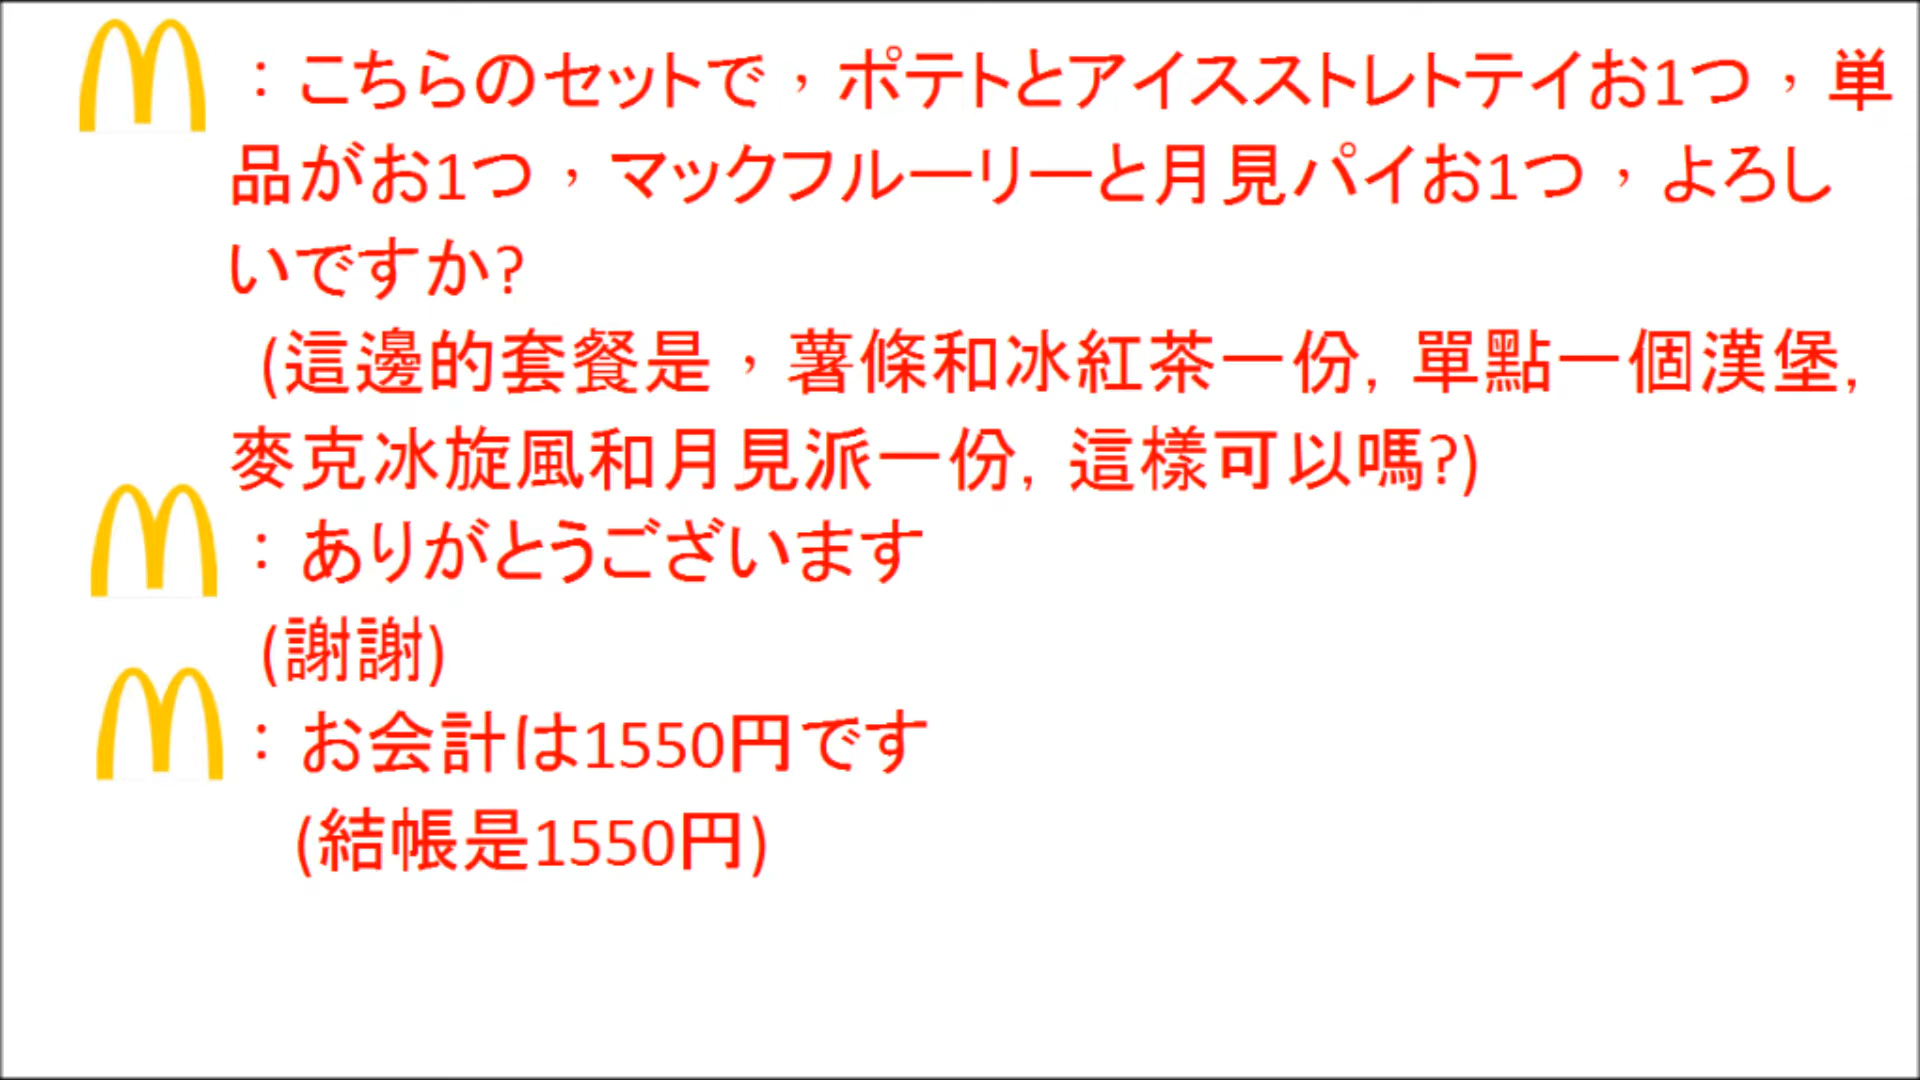 ：こちらのセットで，ポテトとアイスストレトテイお1つ，単
品がお1つ，マックフルーリーと月見パイお1つ，よろし
いですか?
(這邊的套餐是，薯條和冰紅茶一份, 單點一個漢堡,
麥克冰旋風和月見派一份, 這樣可以嗎?)
：ありがとうございます
(謝謝)
：お会計は1550円です
(結帳是1550円)